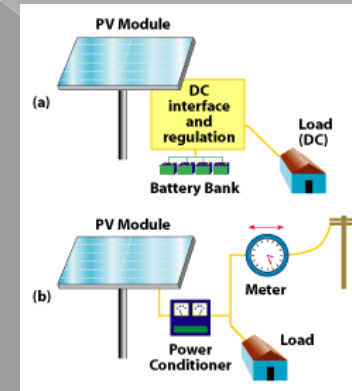 PV Module
(a)
DC
interface
and
regulation
Load
(DC)
Battery Bank
PV Module
(b)
Meter
Power
Conditioner
Load